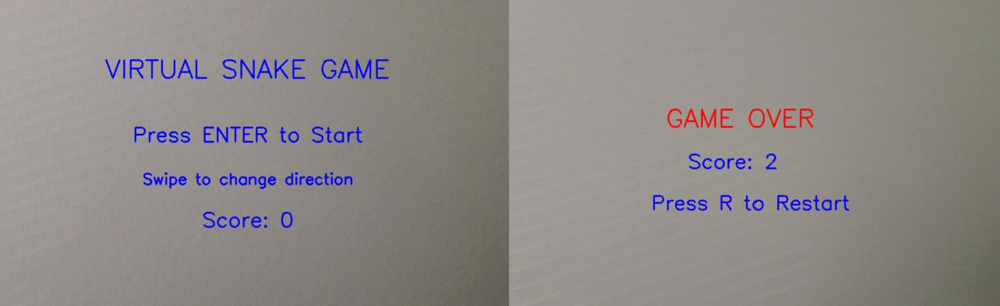 VIRTUAL SNAKE GAME
Press ENTER to Start
Swipe to change direction
Score: 0
GAME OVER
Score: 2
Press R to Restart